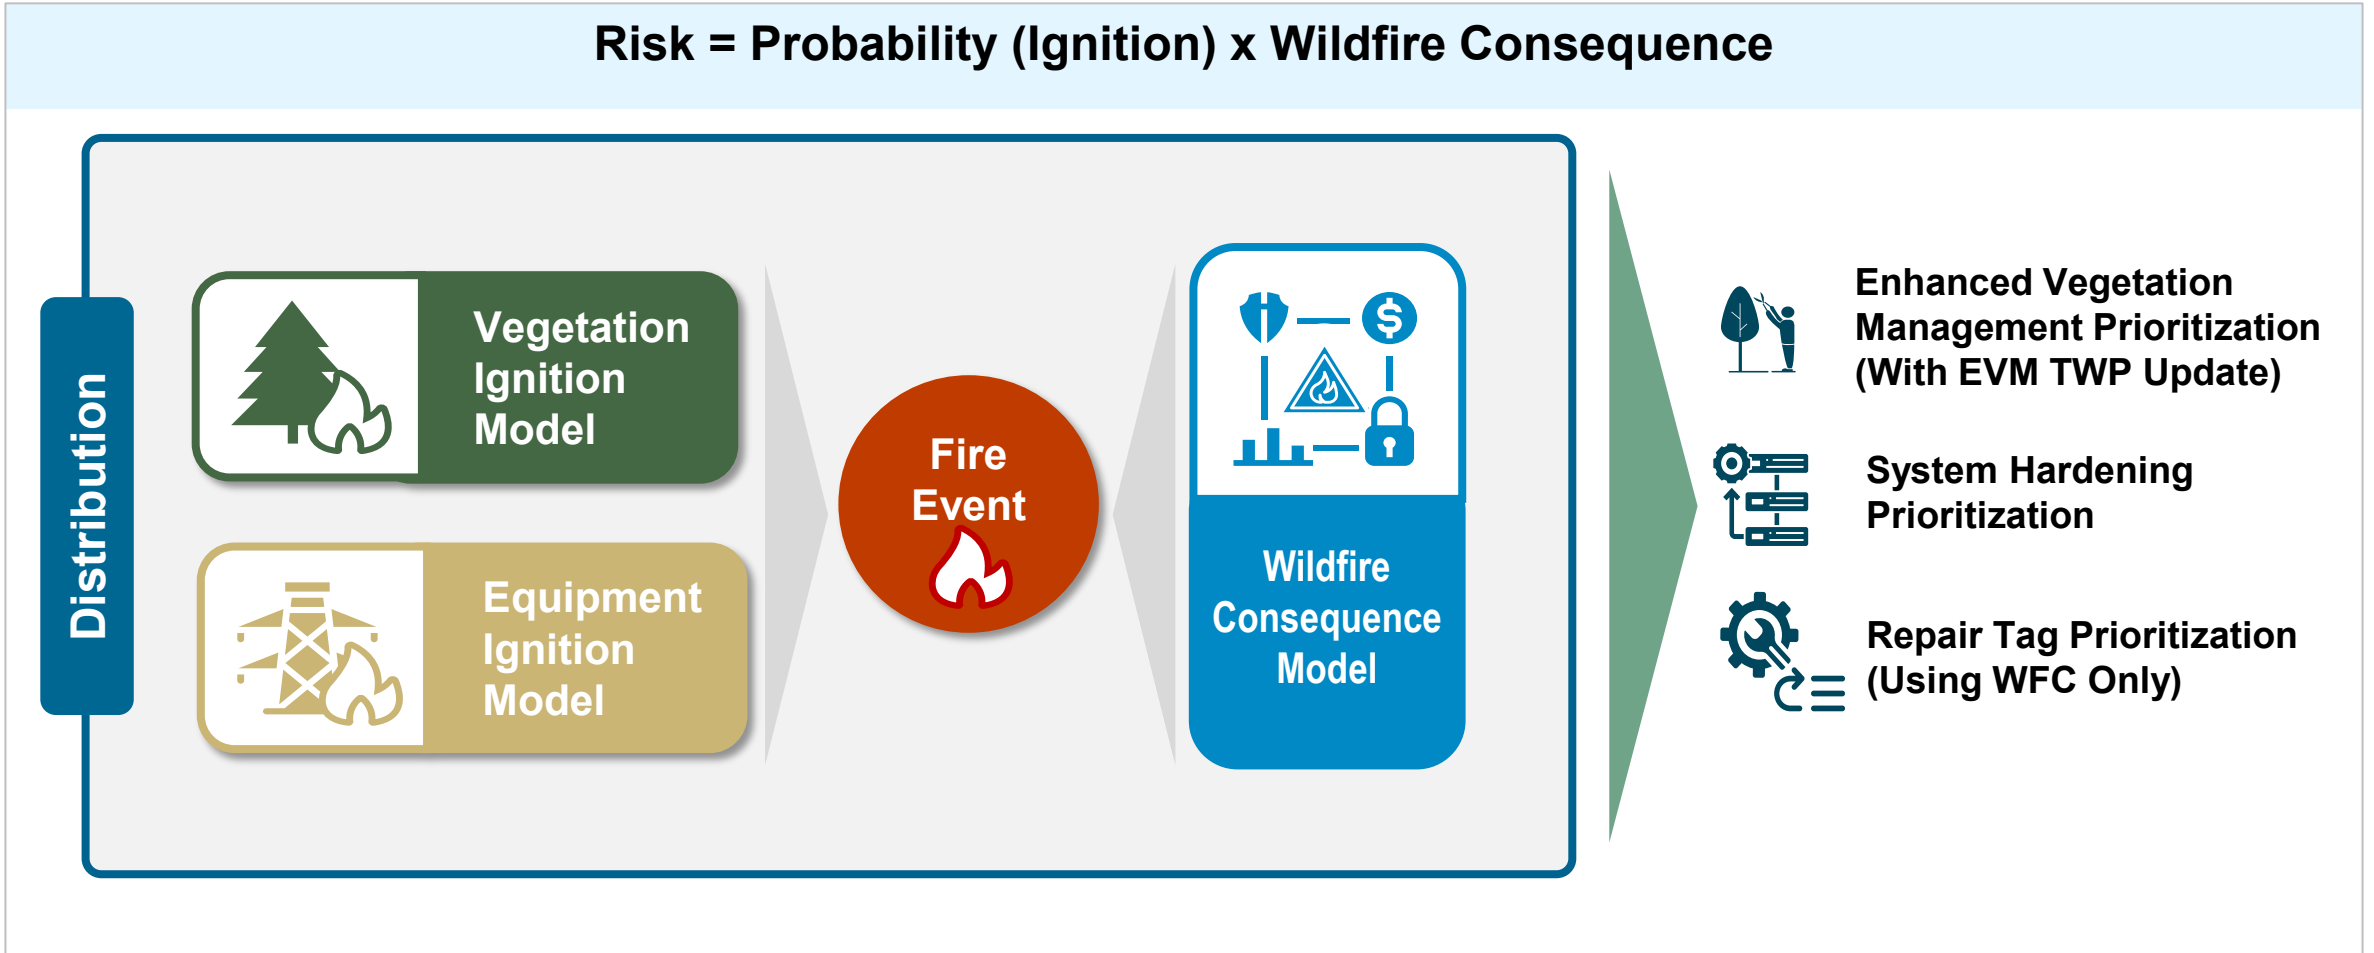 Risk = Probability (Ignition) x Wildfire Consequence
Distribution
Vegetation
Ignition
Model
Equipment
Ignition
Model
Fire
Event
$
Wildfire
Consequence
Model
Enhanced Vegetation
Management Prioritization
(With EVM TWP Update)
System Hardening
Prioritization
Repair Tag Prioritization
(Using WFC Only)